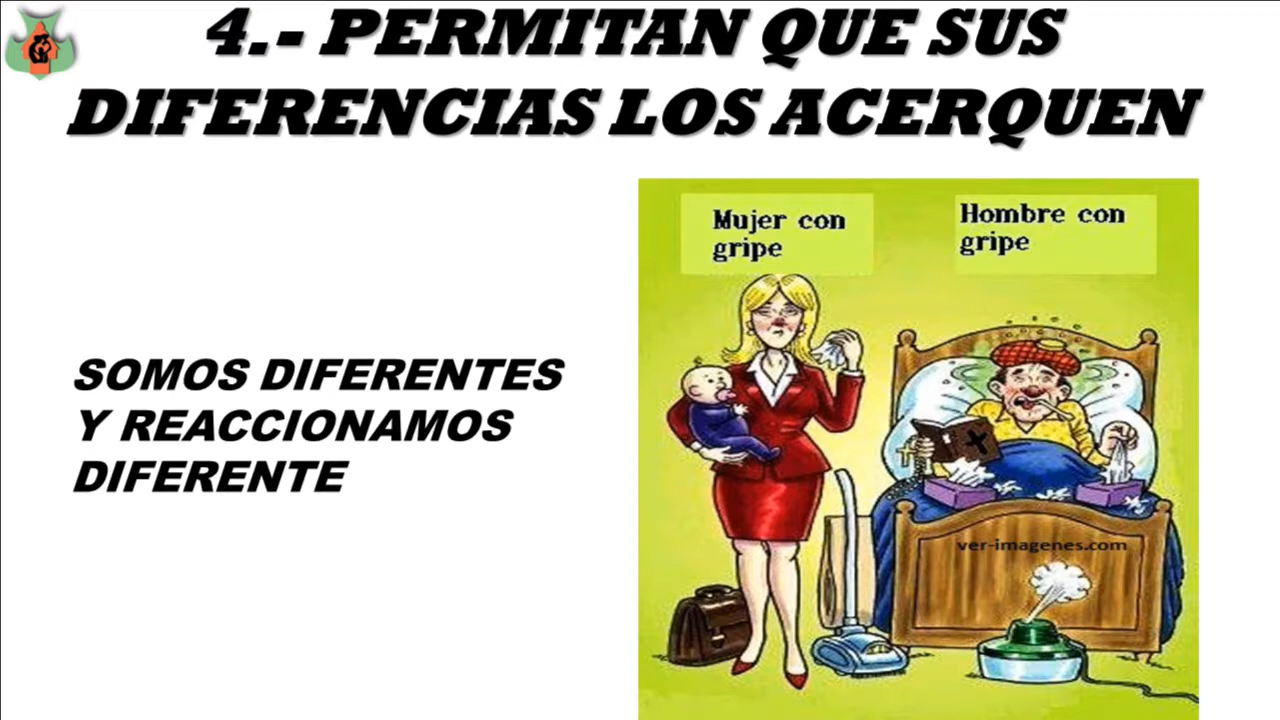 4.- PERMITAN QUE SUS
DIFERENCIAS LOS ACERQUEN
Mujer con
gripe
Hombre con
gripe
SOMOS DIFERENTES
Y REACCIONAMOS
DIFERENTE
ver-imagenes.com